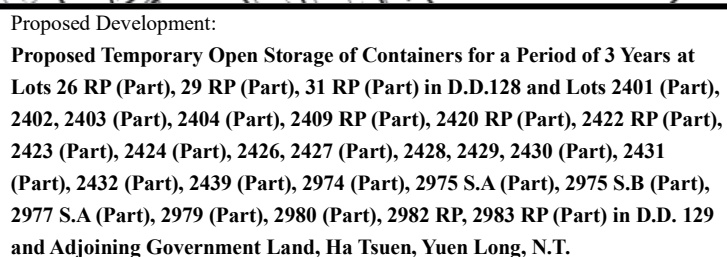 Proposed Development:
Proposed Temporary Open Storage of Containers for a Period of 3 Years at
Lots 26 RP (Part), 29 RP (Part), 31 RP (Part) in D.D.128 and Lots 2401 (Part),
2402, 2403 (Part), 2404 (Part), 2409 RP (Part), 2420 RP (Part), 2422 RP (Part),
2423 (Part), 2424 (Part), 2426, 2427 (Part), 2428, 2429, 2430 (Part), 2431
(Part), 2432 (Part), 2439 (Part), 2974 (Part), 2975 S.A (Part), 2975 S.B (Part),
2977 S.A (Part), 2979 (Part), 2980 (Part), 2982 RP, 2983 RP (Part) in D.D. 129
and Adjoining Government Land, Ha Tsuen, Yuen Long, N.T.